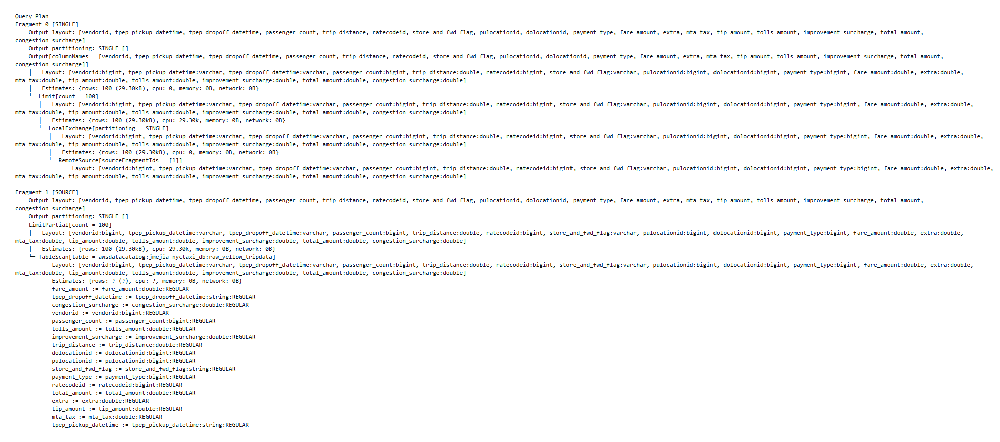 Query Plan
Fragment 0 [SINGLE]
    Output layout: [vendorid, tpep_pickup_datetime, tpep_dropoff_datetime, passenger_count, trip_distance, ratecodeid, store_and_fwd_flag, pulocationid, dolocationid, payment_type, fare_amount, extra, mta_tax, tip_amount, tolls_amount, improvement_surcharge, total_amount,
congestion_surcharge]
    Output partitioning: SINGLE []
    Output[columnNames = [vendorid, tpep_pickup_datetime, tpep_dropoff_datetime, passenger_count, trip_distance, ratecodeid, store_and_fwd_flag, pulocationid, dolocationid, payment_type, fare_amount, extra, mta_tax, tip_amount, tolls_amount, improvement_surcharge, total_amount,
congestion_surcharge]]
    │   Layout: [vendorid:bigint, tpep_pickup_datetime:varchar, tpep_dropoff_datetime:varchar, passenger_count:bigint, trip_distance:double, ratecodeid:bigint, store_and_fwd_flag:varchar, pulocationid:bigint, dolocationid:bigint, payment_type:bigint, fare_amount:double, extra:double,
mta_tax:double, tip_amount:double, tolls_amount:double, improvement_surcharge:double, total_amount:double, congestion_surcharge:double]
    │   Estimates: {rows: 100 (29.30kB), cpu: 0, memory: 0B, network: 0B}
    └─ Limit[count = 100]
       │   Layout: [vendorid:bigint, tpep_pickup_datetime:varchar, tpep_dropoff_datetime:varchar, passenger_count:bigint, trip_distance:double, ratecodeid:bigint, store_and_fwd_flag:varchar, pulocationid:bigint, dolocationid:bigint, payment_type:bigint, fare_amount:double, extra:double,
mta_tax:double, tip_amount:double, tolls_amount:double, improvement_surcharge:double, total_amount:double, congestion_surcharge:double]
       │   Estimates: {rows: 100 (29.30kB), cpu: 29.30k, memory: 0B, network: 0B}
       └─ LocalExchange[partitioning = SINGLE]
          │   Layout: [vendorid:bigint, tpep_pickup_datetime:varchar, tpep_dropoff_datetime:varchar, passenger_count:bigint, trip_distance:double, ratecodeid:bigint, store_and_fwd_flag:varchar, pulocationid:bigint, dolocationid:bigint, payment_type:bigint, fare_amount:double, extra:double,
mta_tax:double, tip_amount:double, tolls_amount:double, improvement_surcharge:double, total_amount:double, congestion_surcharge:double]
          │   Estimates: {rows: 100 (29.30kB), cpu: 0, memory: 0B, network: 0B}
          └─ RemoteSource[sourceFragmentIds = [1]]
                 Layout: [vendorid:bigint, tpep_pickup_datetime:varchar, tpep_dropoff_datetime:varchar, passenger_count:bigint, trip_distance:double, ratecodeid:bigint, store_and_fwd_flag:varchar, pulocationid:bigint, dolocationid:bigint, payment_type:bigint, fare_amount:double, extra:double,
mta_tax:double, tip_amount:double, tolls_amount:double, improvement_surcharge:double, total_amount:double, congestion_surcharge:double]

Fragment 1 [SOURCE]
    Output layout: [vendorid, tpep_pickup_datetime, tpep_dropoff_datetime, passenger_count, trip_distance, ratecodeid, store_and_fwd_flag, pulocationid, dolocationid, payment_type, fare_amount, extra, mta_tax, tip_amount, tolls_amount, improvement_surcharge, total_amount,
congestion_surcharge]
    Output partitioning: SINGLE []
    LimitPartial[count = 100]
    │   Layout: [vendorid:bigint, tpep_pickup_datetime:varchar, tpep_dropoff_datetime:varchar, passenger_count:bigint, trip_distance:double, ratecodeid:bigint, store_and_fwd_flag:varchar, pulocationid:bigint, dolocationid:bigint, payment_type:bigint, fare_amount:double, extra:double,
mta_tax:double, tip_amount:double, tolls_amount:double, improvement_surcharge:double, total_amount:double, congestion_surcharge:double]
    │   Estimates: {rows: 100 (29.30kB), cpu: 29.30k, memory: 0B, network: 0B}
    └─ TableScan[table = awsdatacatalog:jmejia-nyctaxi_db:raw_yellow_tripdata]
           Layout: [vendorid:bigint, tpep_pickup_datetime:varchar, tpep_dropoff_datetime:varchar, passenger_count:bigint, trip_distance:double, ratecodeid:bigint, store_and_fwd_flag:varchar, pulocationid:bigint, dolocationid:bigint, payment_type:bigint, fare_amount:double, extra:double,
mta_tax:double, tip_amount:double, tolls_amount:double, improvement_surcharge:double, total_amount:double, congestion_surcharge:double]
           Estimates: {rows: ? (?), cpu: ?, memory: 0B, network: 0B}
           fare_amount := fare_amount:double:REGULAR
           tpep_dropoff_datetime := tpep_dropoff_datetime:string:REGULAR
           congestion_surcharge := congestion_surcharge:double:REGULAR
           vendorid := vendorid:bigint:REGULAR
           passenger_count := passenger_count:bigint:REGULAR
           tolls_amount := tolls_amount:double:REGULAR
           improvement_surcharge := improvement_surcharge:double:REGULAR
           trip_distance := trip_distance:double:REGULAR
           dolocationid := dolocationid:bigint:REGULAR
           pulocationid := pulocationid:bigint:REGULAR
           store_and_fwd_flag := store_and_fwd_flag:string:REGULAR
           payment_type := payment_type:bigint:REGULAR
           ratecodeid := ratecodeid:bigint:REGULAR
           total_amount := total_amount:double:REGULAR
           extra := extra:double:REGULAR
           tip_amount := tip_amount:double:REGULAR
           mta_tax := mta_tax:double:REGULAR
           tpep_pickup_datetime := tpep_pickup_datetime:string:REGULAR